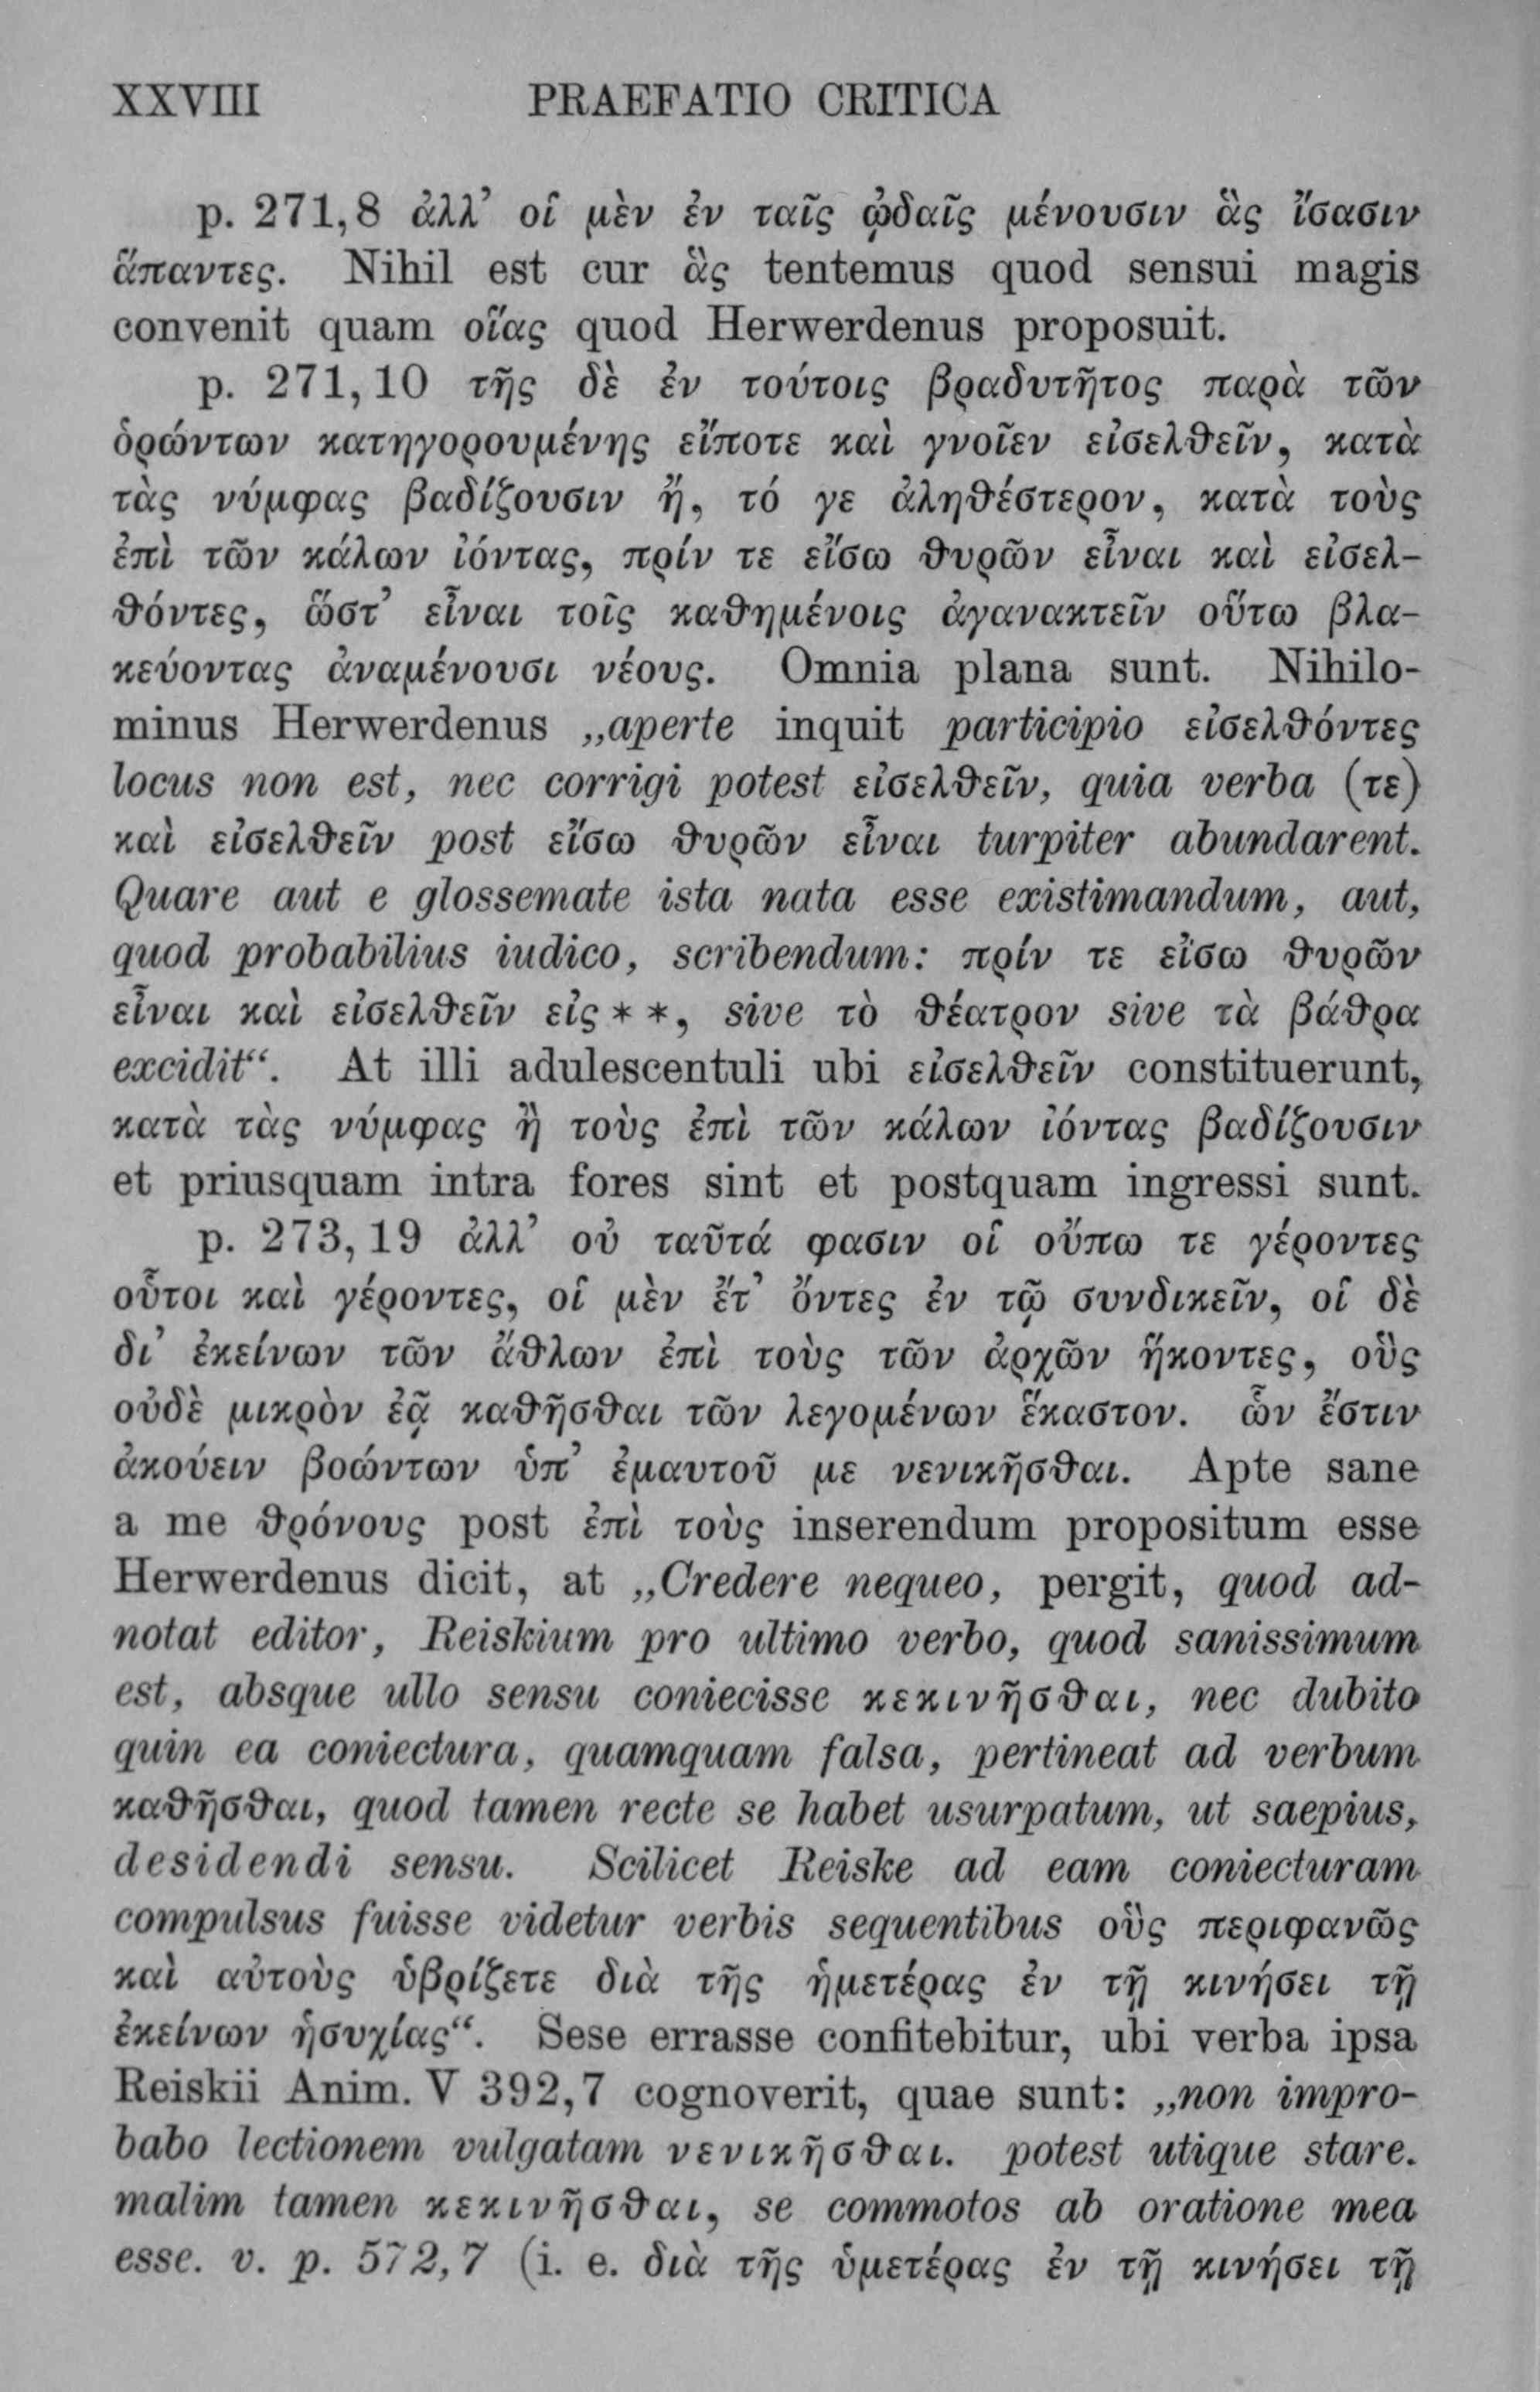 XXVIII PRAEFATIO CRITICA
p. 271,8 ἀλλ’ οἱ μὲν ἐν ταῖς ᾠδαῖς μένουσιν ἃς ἴσασιν
ἅπαντες. Nihil est cur ἃς tentemus quod sensui magis
convenit quam οἵας quod Herwerdenus proposuit.
p. 271,10 τῆς δὲ ἐν τούτοις βραδυτῆτος παρὰ τῶν
ὁρώντων κατηγορουμένης εἴποτε καὶ γνοῖεν εἰσελθεῖν, κατὰ
τὰς νύμφας βαδίζουσιν ἤ, τό γε ἀληθέστερον, κατὰ τοὺς
ἐπὶ τῶν κάλων ἰόντας, πρίν τε εἴσω θυρῶν εἶναι καὶ εἰσελ-
θόντες, ὥστ’ εἶναι τοῖς καθημένοις ἀγανακτεῖν οὕτω βλα-
κεύοντας ἀναμένουσι νέους. Omnia plana sunt. Nihilo-
minus Herwerdenus „aperte inquit participio εἰσελθόντες
locus non est, nec corrigi potest εἰσελθεῖν, quia verba (τε)
καὶ εἰσελθεῖν post εἴσω θυρῶν εἶναι turpiter abundarent.
Quare aut e glossemate ista nata esse existimandum, aut,
quod probabilius iudico, scribendum: πρίν τε εἴσω θυρῶν
εἶναι καὶ εἰσελθεῖν εἰς * *, sive τὸ θέατρον sive τὰ βάθρα
excidit“. At illi adulescentuli ubi εἰσελθεῖν constituerunt,
κατὰ τὰς νύμφας ἢ τοὺς ἐπὶ τῶν κάλων ἰόντας βαδίζουσιν
et priusquam intra fores sint et postquam ingressi sunt.
p. 273,19 ἀλλ’ οὐ ταῦτά φασιν οἱ οὔπω τε γέροντες
οὗτοι καὶ γέροντες, οἱ μὲν ἔτ’ ὄντες ἐν τῷ συνδικεῖν, οἱ δὲ
δι’ ἐκείνων τῶν ἄθλων ἐπὶ τοὺς τῶν ἀρχῶν ἥκοντες, οὓς
οὐδὲ μικρὸν ἐᾷ καθῆσθαι τῶν λεγομένων ἕκαστον. ὧν ἔστιν
ἀκούειν βοώντων ὑπ’ ἐμαυτοῦ με νενικῆσθαι. Apte sane
a me θρόνους post ἐπὶ τοὺς inserendum propositum esse
Herwerdenus dicit, at „Credere nequeo, pergit, quod ad-
notat editor, Reiskium pro ultimo verbo, quod sanissimum
est, absque ullo sensu coniecisse κεκινῆσθαι, nec dubito
quin ea coniectura, quamquam falsa, pertineat ad verbum
καθῆσθαι, quod tamen recte se habet usurpatum, ut saepius,
desidendi sensu. Scilicet Reiske ad eam coniecturam
compulsus fuisse videtur verbis sequentibus οὓς περιφανῶς
καὶ αὐτοὺς ὑβρίζετε διὰ τῆς ἡμετέρας ἐν τῇ κινήσει τῇ
ἐκείνων ἡσυχίας“. Sese errasse confitebitur, ubi verba ipsa
Reiskii Anim. V 392,7 cognoverit, quae sunt: „non impro-
babo lectionem vulgatam νενικῆσθαι. potest utique stare.
malim tamen κεκινῆσθαι, se commotos ab oratione mea
esse. v. p. 572,7 (i. e. διὰ τῆς ὑμετέρας ἐν τῇ κινήσει τῇ